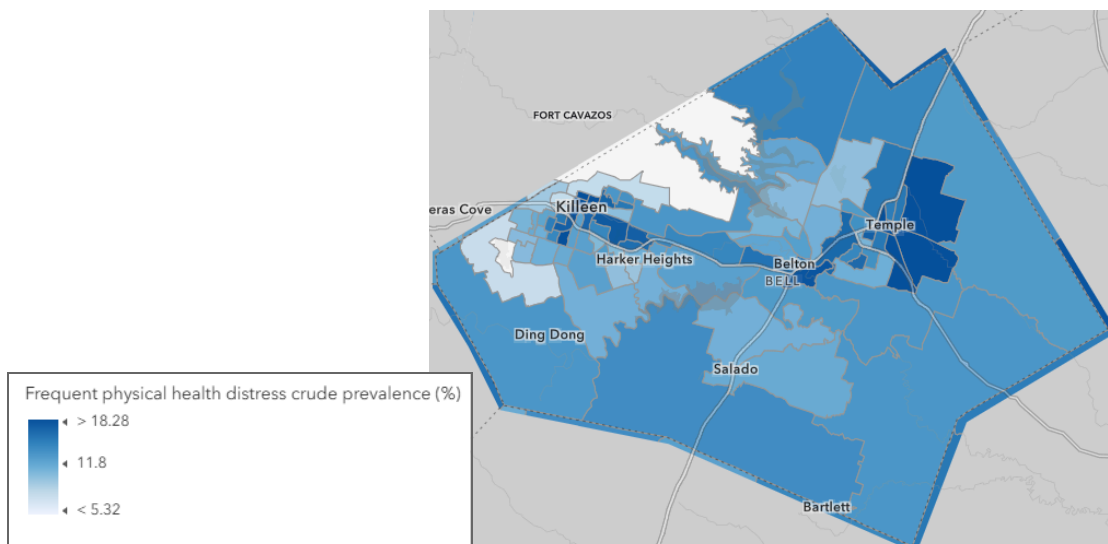 FORT CAVAZOS
eras Cove
Killeen
Temple
Harker Heights
Belton
BELL
Ding Dong
Salado
Frequent physical health distress crude prevalence (%)
> 18.28
11.8
< 5.32
Bartlett